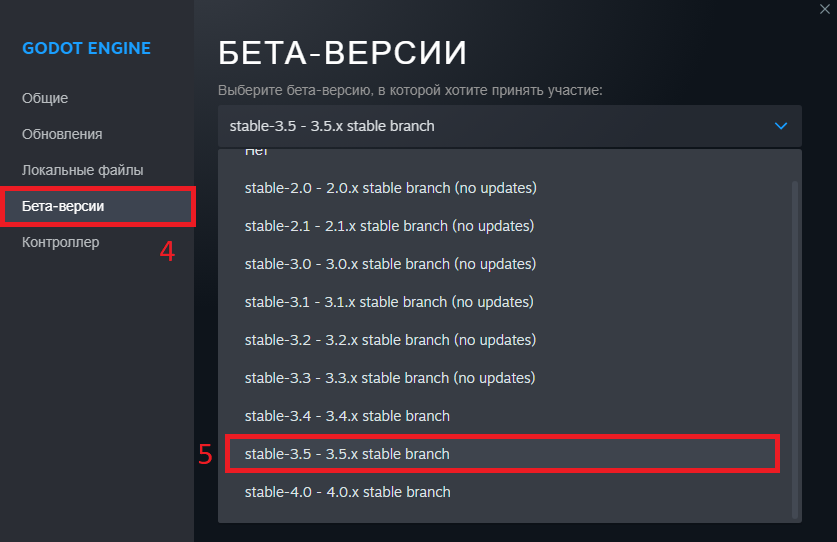 GODOT ENGINE
Общие
Обновления
Локальные файлы
Бета-версии
4
Контроллер
БЕТА-ВЕРСИИ
Выберите бета-версию, в которой хотите принять участие:
stable-3.5 - 3.5.x stable branch
Нет
stable-2.0 - 2.0.x stable branch (no updates)
stable-2.1 - 2.1.x stable branch (no updates)
stable-3.0 - 3.0.x stable branch (no updates)
stable-3.1 - 3.1.x stable branch (no updates)
stable-3.2 - 3.2.x stable branch (no updates)
stable-3.3 - 3.3.x stable branch (no updates)
stable-3.4 - 3.4.x stable branch
5
stable-3.5 - 3.5.x stable branch
stable-4.0 - 4.0.x stable branch